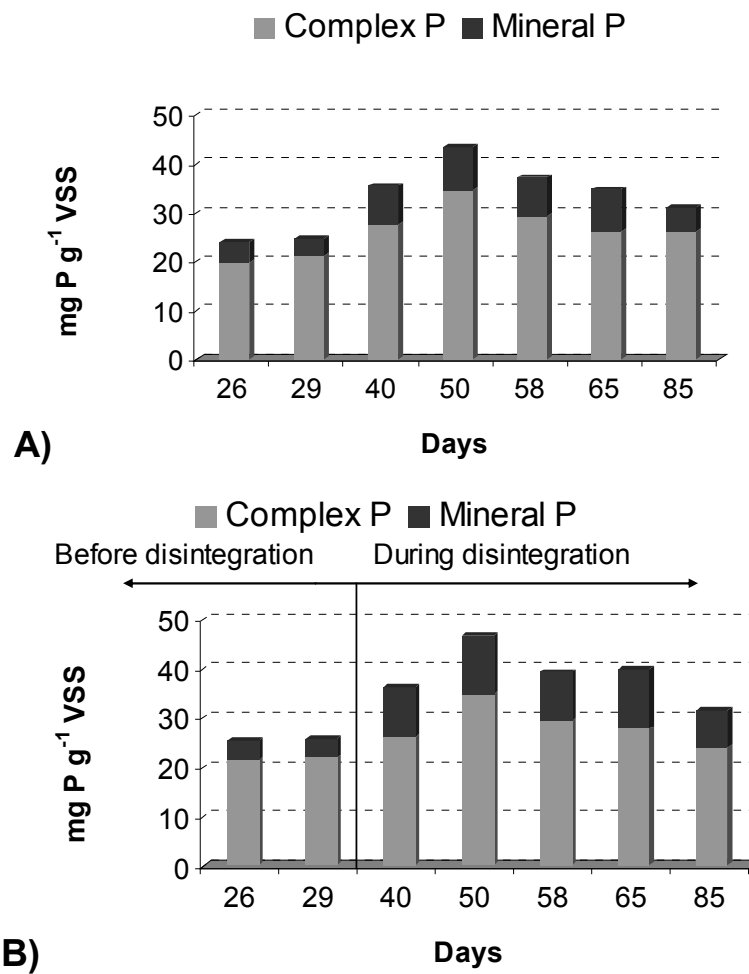 Complex P Mineral P
50
40
30
20
10
0
mg P g⁻¹ VSS
26 29 40 50 58 65 85
A)
Days
Complex P Mineral P
Before disintegration During disintegration
50
40
30
20
10
0
mg P g⁻¹ VSS
26 29 40 50 58 65 85
B)
Days